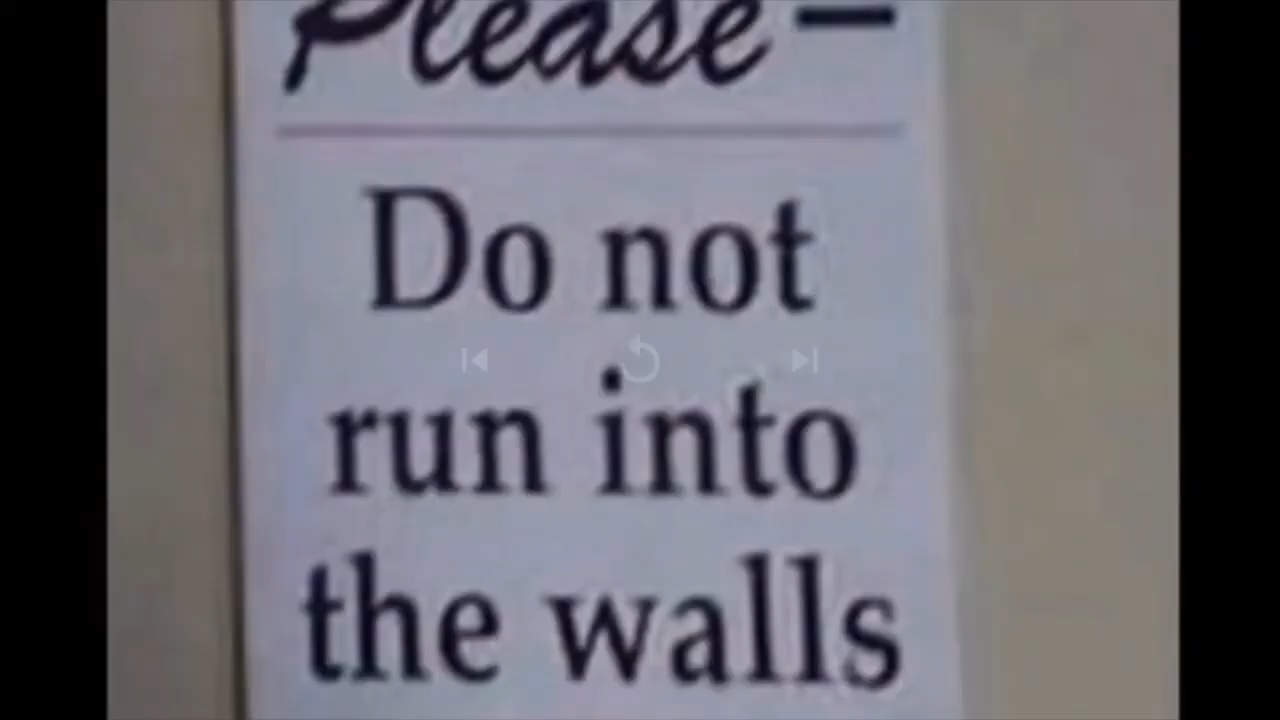 Please–
Do not
run into
the walls